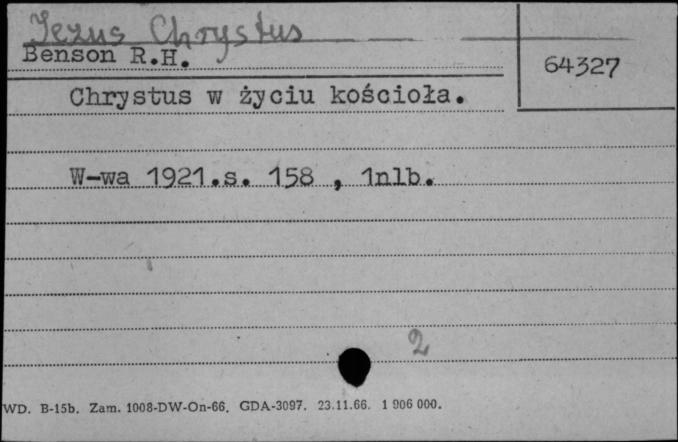 Jezus Chrystus
Benson R.H.
64327
Chrystus w życiu kościoła.
W-wa 1921.s. 158 , 1nlb.
2
WD. B-15b. Zam. 1008-DW-On-66. GDA-3097. 23.11.66. 1 906 000.